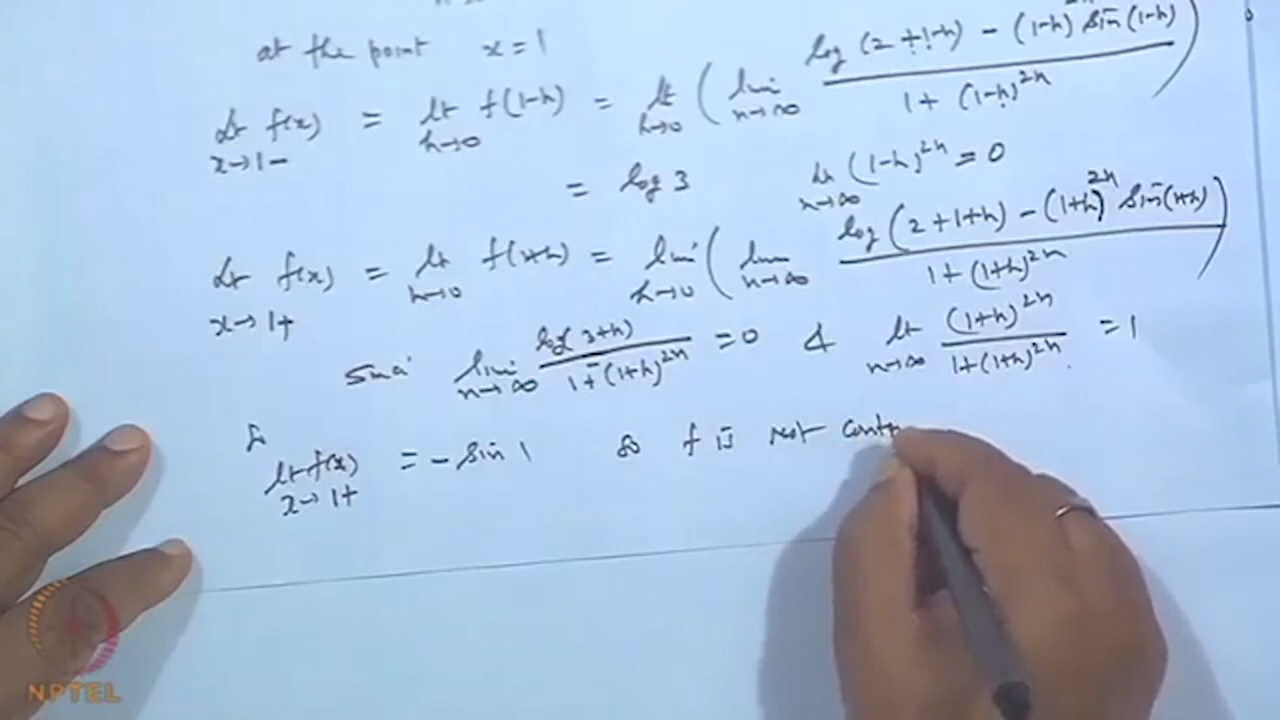 at the point x = 1
Lt f(x) = lt f(1-h) = lt ( lim log (2+1-h) - (1-h)^2n sin (1-h) / 1 + (1-h)^2n )
x→1- h→0 h→0 n→∞
= log 3 Lt (1-h)^2n = 0
n→∞
Lt f(x) = lt f(1+h) = lim ( lim log (2+1+h) - (1+h)^2n sin(1+h) / 1+(1+h)^2n )
x→1+ h→0 h→0 n→∞
lim log(3+h) / 1+(1+h)^2n = 0 & lt (1+h)^2n / 1+(1+h)^2n = 1
n→∞ n→∞
So
lt f(x) = - sin 1 So f is not cont
x→1+
NPTEL